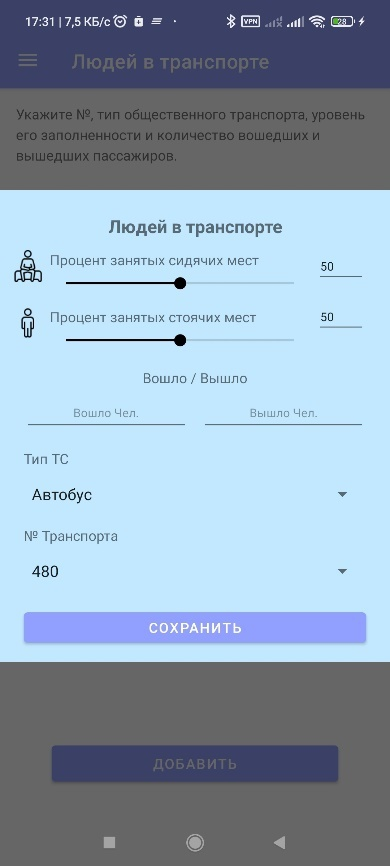 17:31 | 7,5 КБ/с
VPN
28
Людей в транспорте
Укажите №, тип общественного транспорта, уровень
его заполненности и количество вошедших и
вышедших пассажиров.
Людей в транспорте
Процент занятых сидячих мест
50
Процент занятых стоячих мест
50
Вошло / Вышло
Вошло Чел.
Вышло Чел.
Тип ТС
Автобус
№ Транспорта
480
СОХРАНИТЬ
ДОБАВИТЬ